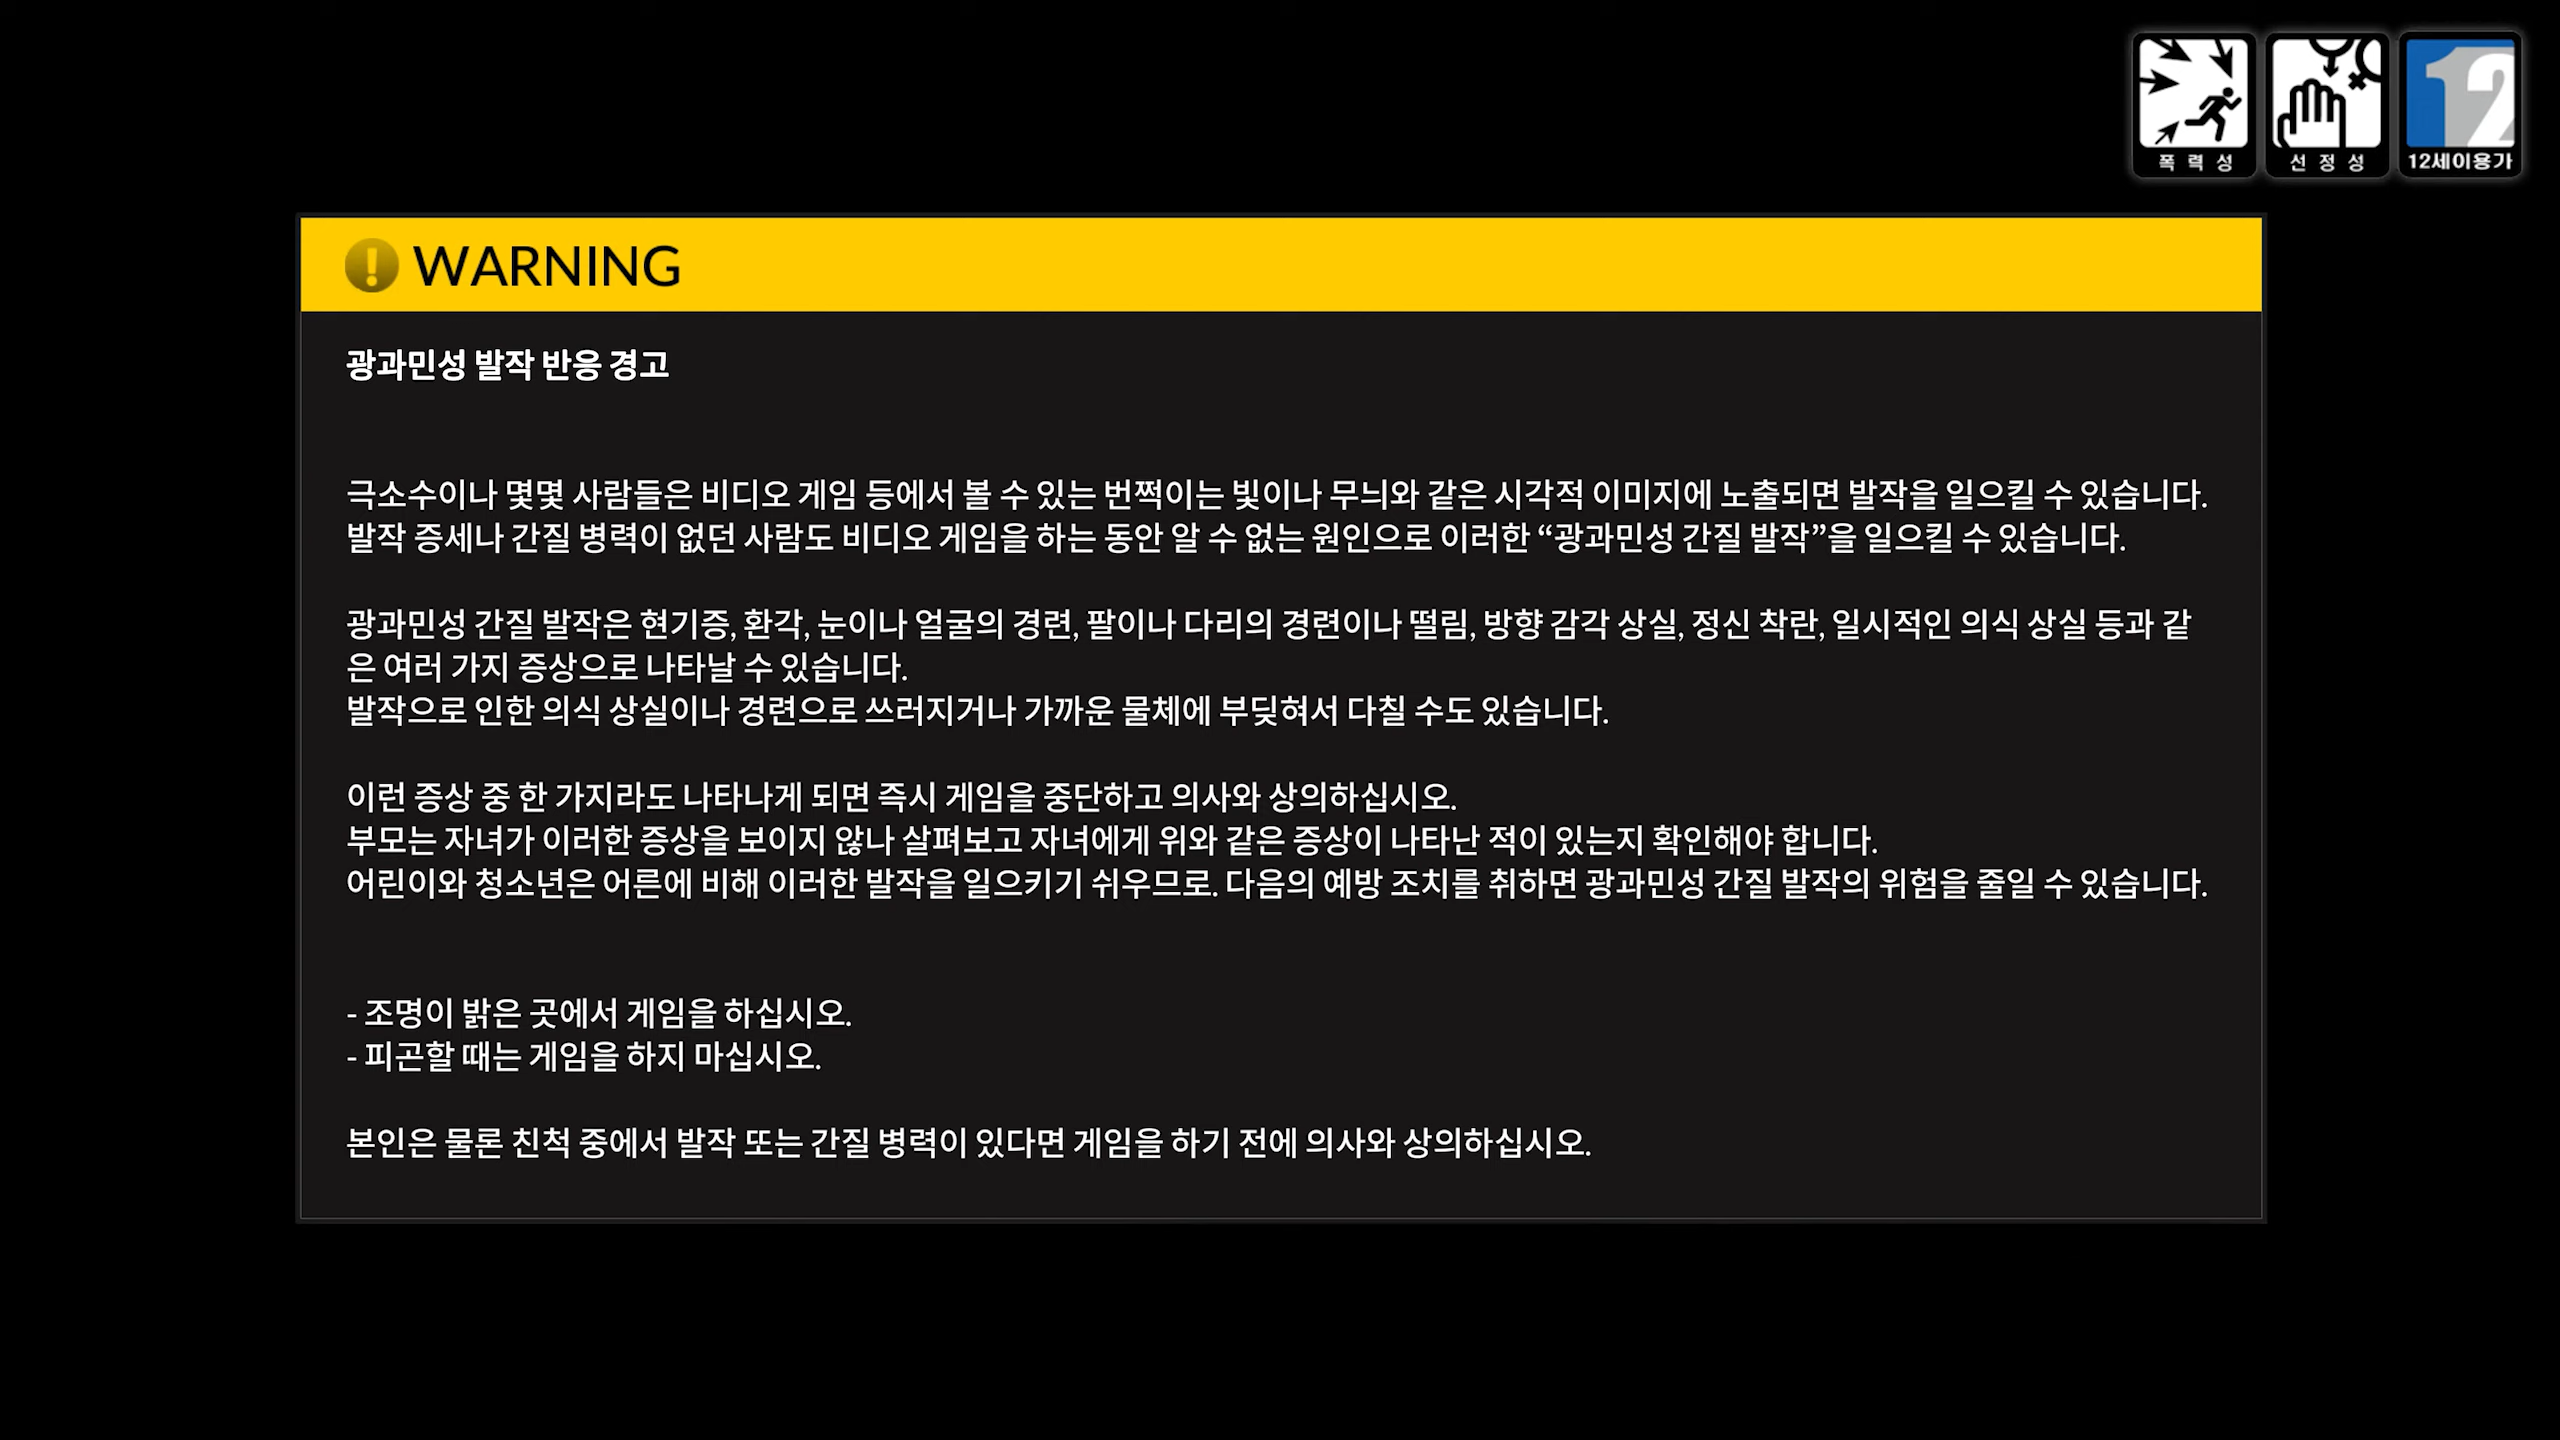 폭력성
선정성
12
12세이용가
! WARNING
광과민성 발작 반응 경고
극소수이나 몇몇 사람들은 비디오 게임 등에서 볼 수 있는 번쩍이는 빛이나 무늬와 같은 시각적 이미지에 노출되면 발작을 일으킬 수 있습니다.
발작 증세나 간질 병력이 없던 사람도 비디오 게임을 하는 동안 알 수 없는 원인으로 이러한 “광과민성 간질 발작”을 일으킬 수 있습니다.
광과민성 간질 발작은 현기증, 환각, 눈이나 얼굴의 경련, 팔이나 다리의 경련이나 떨림, 방향 감각 상실, 정신 착란, 일시적인 의식 상실 등과 같
은 여러 가지 증상으로 나타날 수 있습니다.
발작으로 인한 의식 상실이나 경련으로 쓰러지거나 가까운 물체에 부딪혀서 다칠 수도 있습니다.
이런 증상 중 한 가지라도 나타나게 되면 즉시 게임을 중단하고 의사와 상의하십시오.
부모는 자녀가 이러한 증상을 보이지 않나 살펴보고 자녀에게 위와 같은 증상이 나타난 적이 있는지 확인해야 합니다.
어린이와 청소년은 어른에 비해 이러한 발작을 일으키기 쉬우므로. 다음의 예방 조치를 취하면 광과민성 간질 발작의 위험을 줄일 수 있습니다.
- 조명이 밝은 곳에서 게임을 하십시오.
- 피곤할 때는 게임을 하지 마십시오.
본인은 물론 친척 중에서 발작 또는 간질 병력이 있다면 게임을 하기 전에 의사와 상의하십시오.